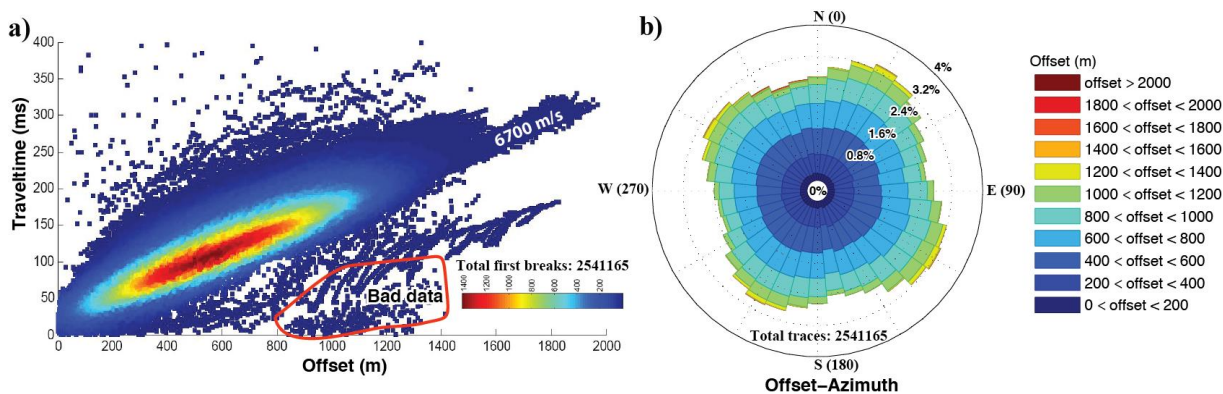 a)
400
350
300
250
200
150
100
50
0
Traveltime (ms)
6700 m/s
Total first breaks: 2541165
Bad data
1400
1200
1000
800
600
400
200
0 200 400 600 800 1000 1200 1400 1600 1800 2000
Offset (m)
b)
N (0)
4%
3.2%
2.4%
1.6%
0.8%
0%
W (270)
E (90)
Total traces: 2541165
S (180)
Offset–Azimuth
Offset (m)
offset > 2000
1800 < offset < 2000
1600 < offset < 1800
1400 < offset < 1600
1200 < offset < 1400
1000 < offset < 1200
800 < offset < 1000
600 < offset < 800
400 < offset < 600
200 < offset < 400
0 < offset < 200